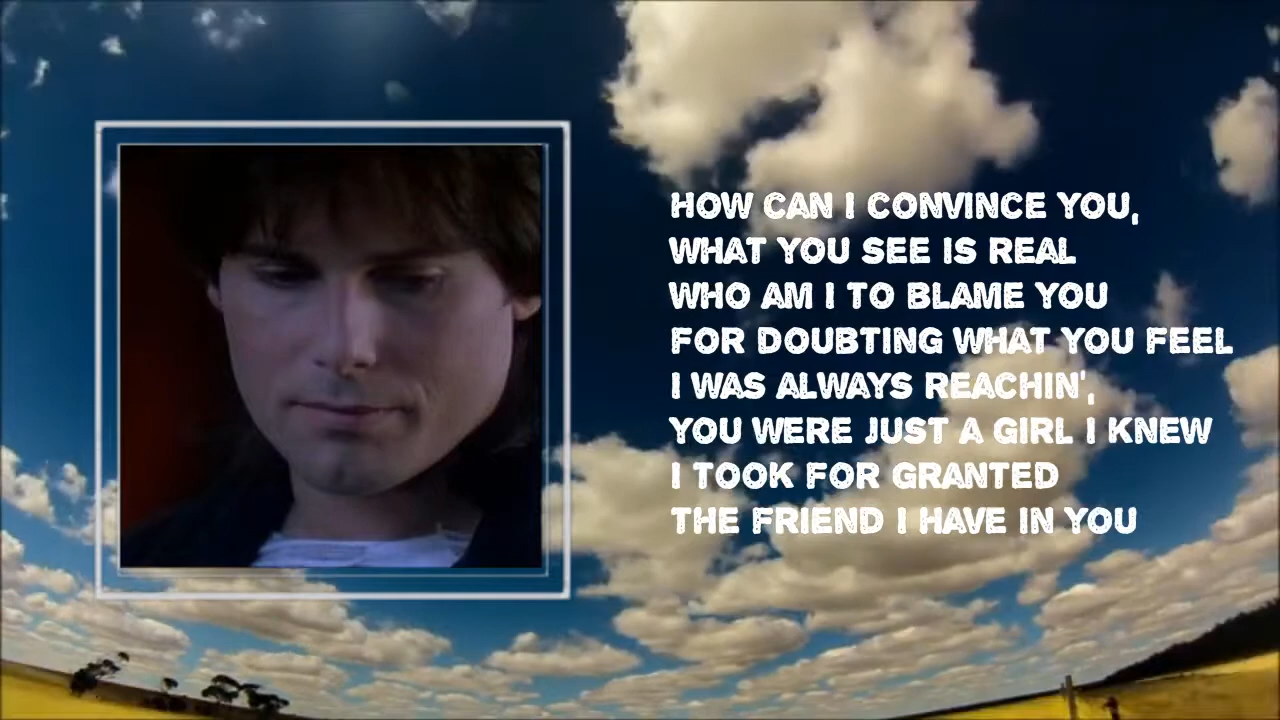 HOW CAN I CONVINCE YOU,
WHAT YOU SEE IS REAL
WHO AM I TO BLAME YOU
FOR DOUBTING WHAT YOU FEEL
I WAS ALWAYS REACHIN',
YOU WERE JUST A GIRL I KNEW
I TOOK FOR GRANTED
THE FRIEND I HAVE IN YOU